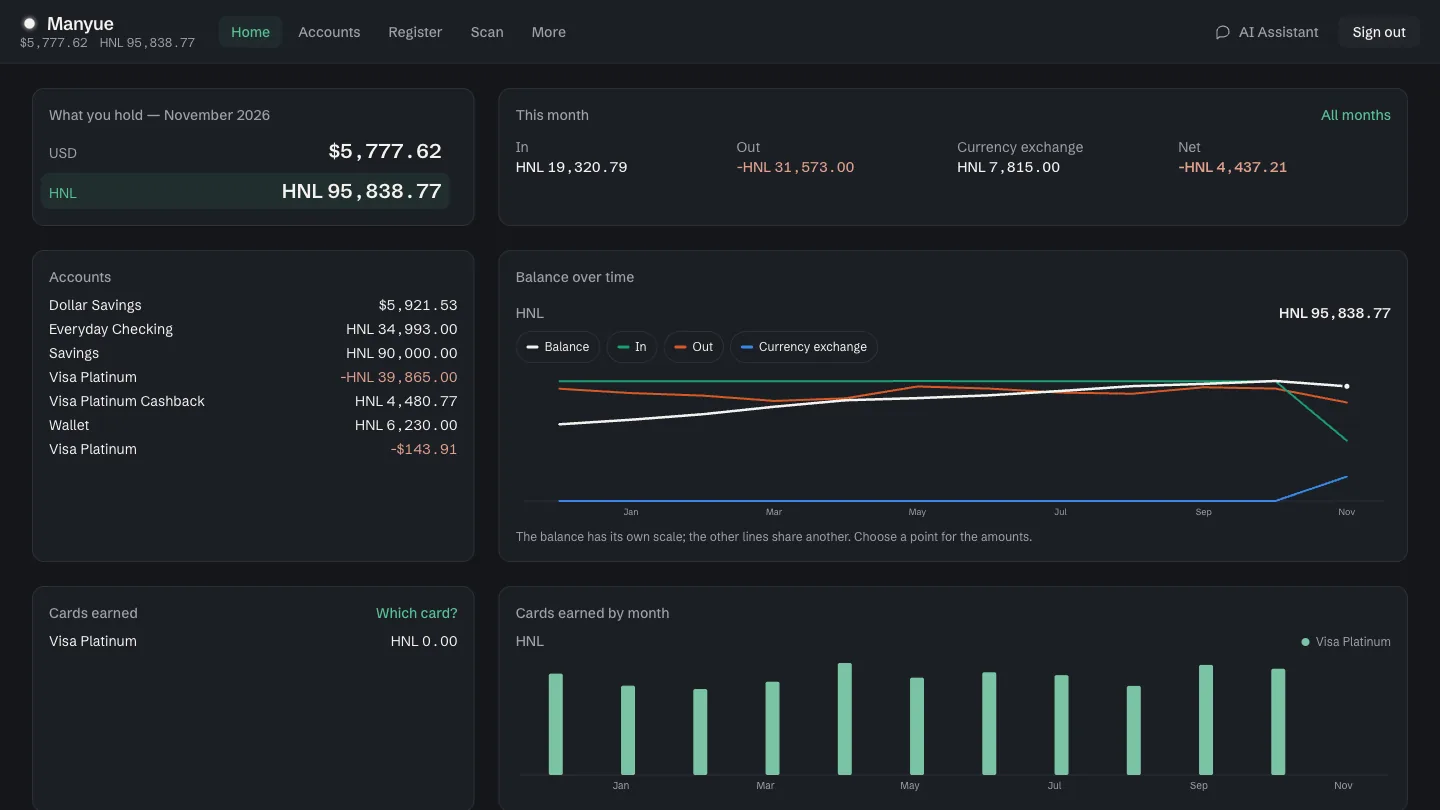 Manyue
$5,777.62 HNL 95,838.77
Home
Accounts
Register
Scan
More
AI Assistant
Sign out
What you hold — November 2026
USD $5,777.62
HNL HNL 95,838.77
This month All months
In Out Currency exchange Net
HNL 19,320.79 -HNL 31,573.00 HNL 7,815.00 -HNL 4,437.21
Accounts
Dollar Savings $5,921.53
Everyday Checking HNL 34,993.00
Savings HNL 90,000.00
Visa Platinum -HNL 39,865.00
Visa Platinum Cashback HNL 4,480.77
Wallet HNL 6,230.00
Visa Platinum -$143.91
Balance over time
HNL HNL 95,838.77
Balance In Out Currency exchange
Jan Mar May Jul Sep Nov
The balance has its own scale; the other lines share another. Choose a point for the amounts.
Cards earned Which card?
Visa Platinum HNL 0.00
Cards earned by month
HNL Visa Platinum
Jan Mar May Jul Sep Nov